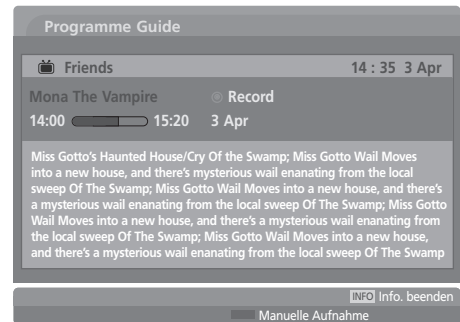 Programme Guide
Friends 14 : 35 3 Apr
Mona The Vampire Record
14:00 15:20 3 Apr
Miss Gotto's Haunted House/Cry Of the Swamp; Miss Gotto Wail Moves
into a new house, and there's mysterious wail enanating from the local
sweep Of The Swamp; Miss Gotto Wail Moves into a new house, and there's
a mysterious wail enanating from the local sweep Of The Swamp; Miss Gotto
Wail Moves into a new house, and there's a mysterious wail enanating from
the local sweep Of The Swamp; Miss Gotto Wail Moves into a new house,
and there's a mysterious wail enanating from the local sweep Of The Swamp
INFO Info. beenden
Manuelle Aufnahme